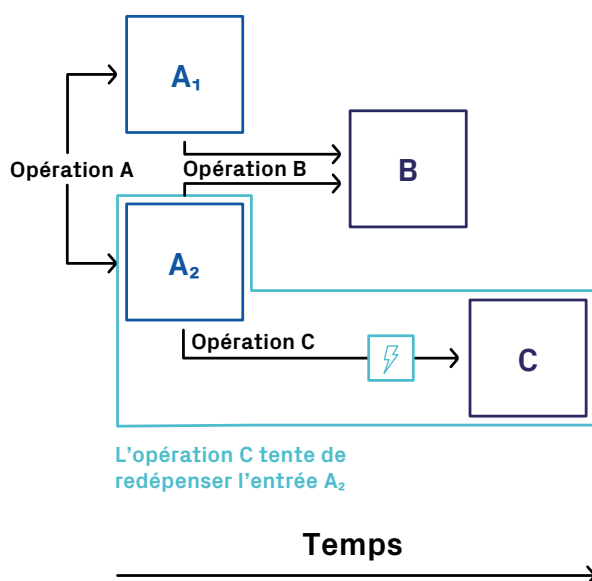 A₁
Opération A
Opération B
B
A₂
Opération C
C
L'opération C tente de
redépenser l'entrée A₂
Temps